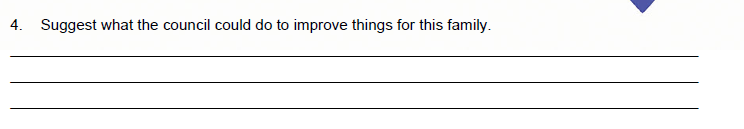 4. Suggest what the council could do to improve things for this family.